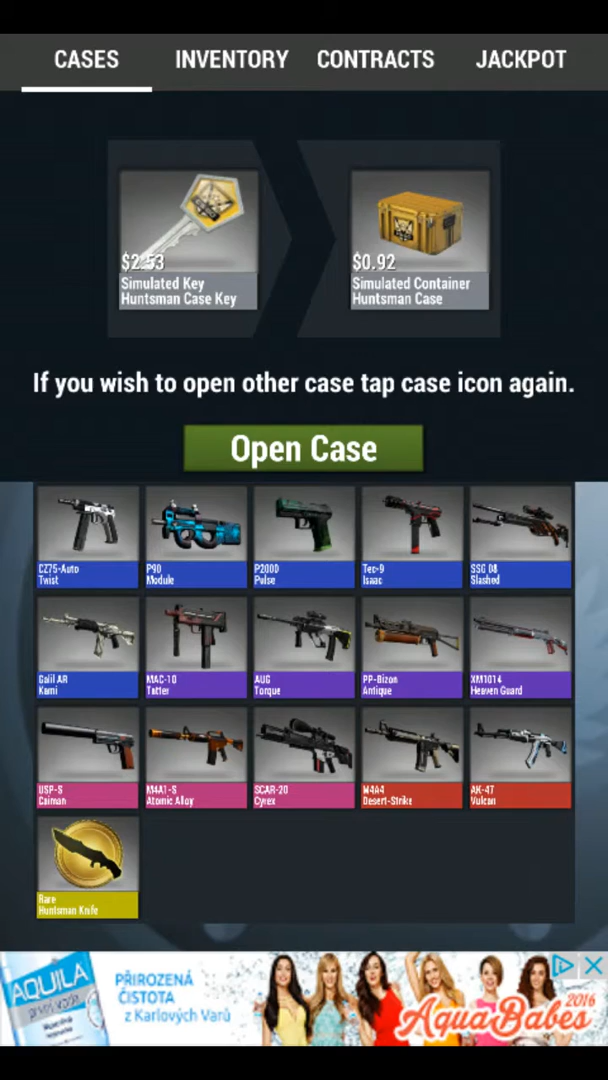 CASES INVENTORY CONTRACTS JACKPOT
$2.53
Simulated Key
Huntsman Case Key
$0.92
Simulated Container
Huntsman Case
If you wish to open other case tap case icon again.
Open Case
CZ75-Auto
Twist
P90
Module
P2000
Pulse
Tec-9
Isaac
SSG 08
Slashed
Galil AR
Kami
MAC-10
Tatter
AUG
Torque
PP-Bizon
Antique
XM1014
Heaven Guard
USP-S
Caiman
M4A1-S
Atomic Alloy
SCAR-20
Cyrex
M4A4
Desert-Strike
AK-47
Vulcan
Rare
Huntsman Knife
AQUILA
první voda
PŘIROZENÁ
ČISTOTA
z Karlových Varů
2016
AquaBabes